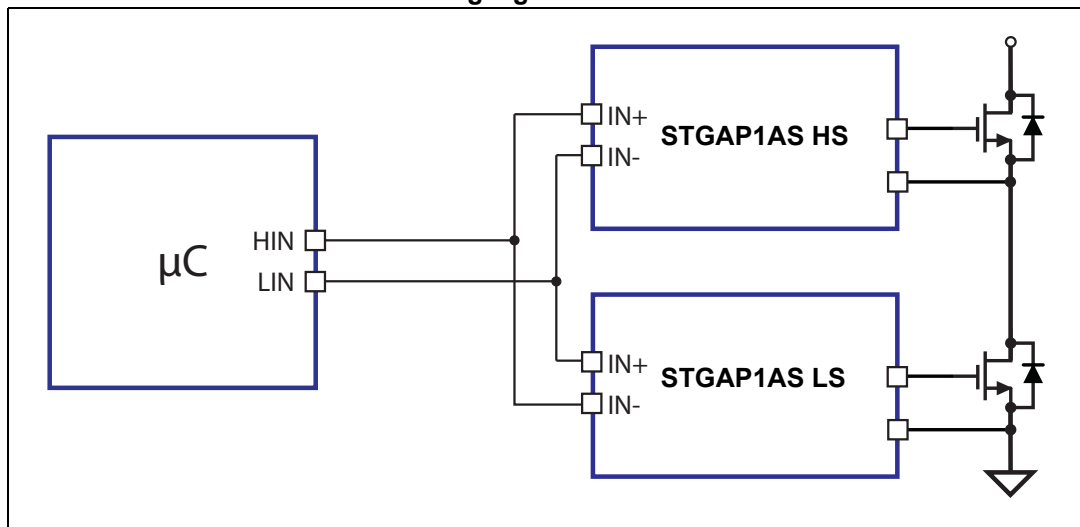 IN+
STGAP1AS HS
IN-
HIN
µC
LIN
IN+
STGAP1AS LS
IN-